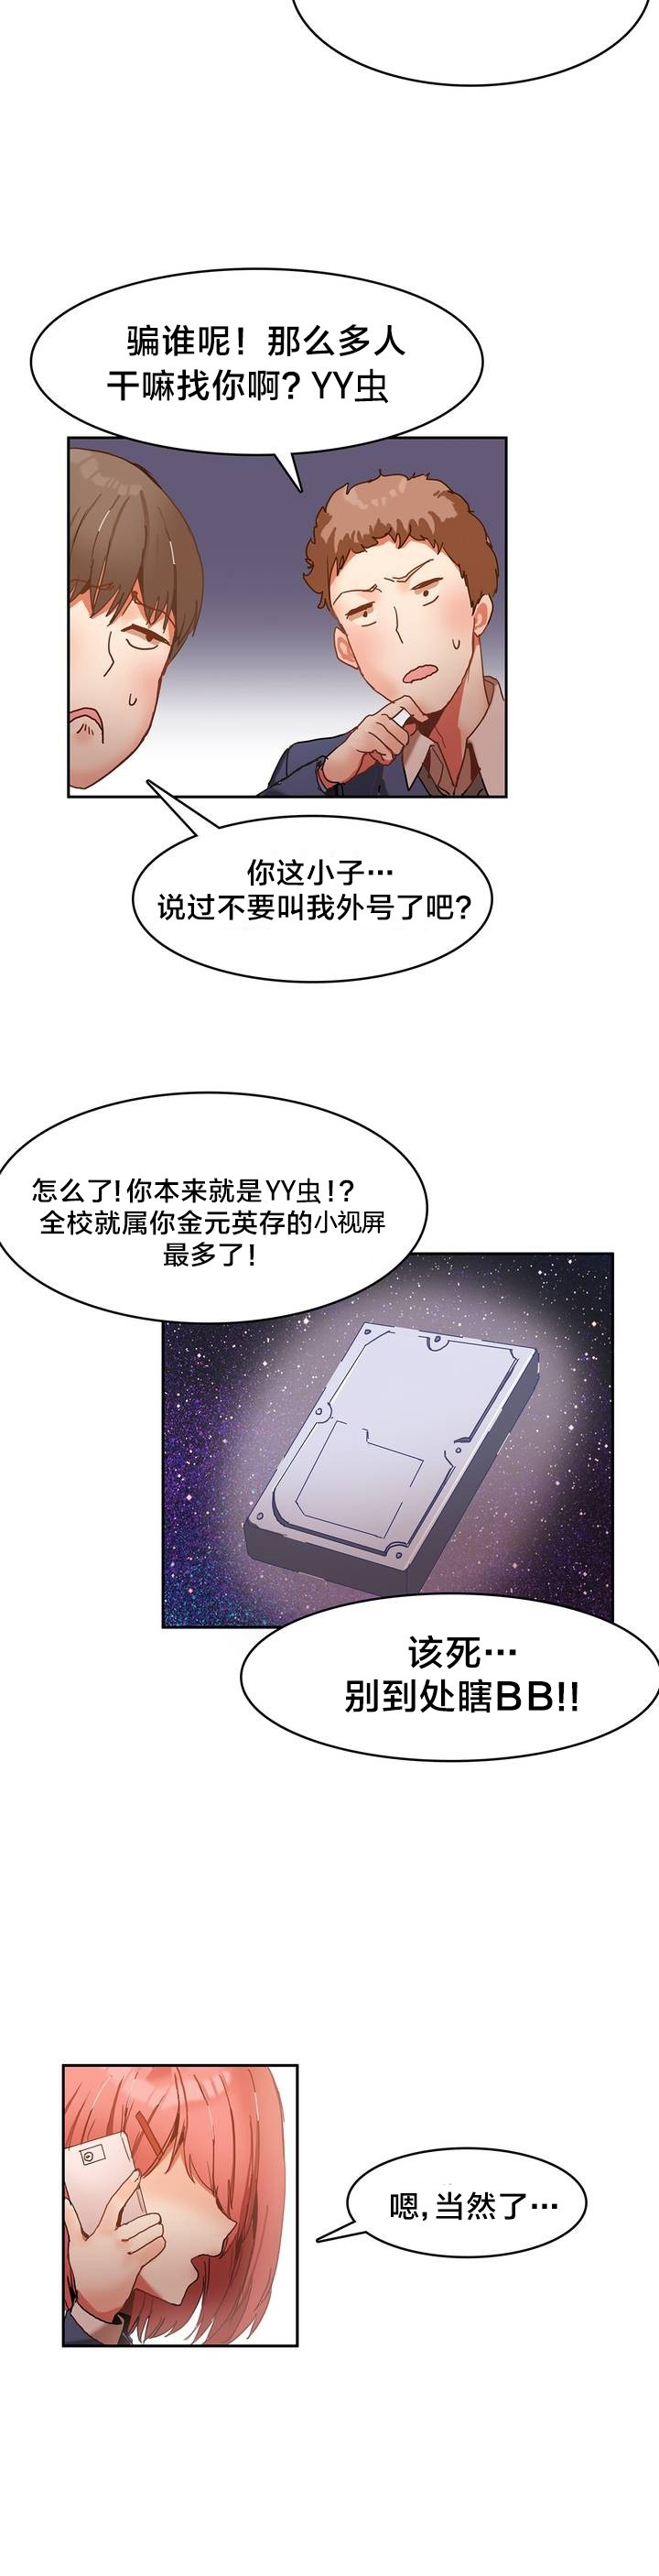 骗谁呢！那么多人
干嘛找你啊？YY虫
你这小子…
说过不要叫我外号了吧？
怎么了！你本来就是YY虫！？
全校就属你金元英存的小视屏
最多了！
该死…
别到处瞎BB!!
嗯，当然了…